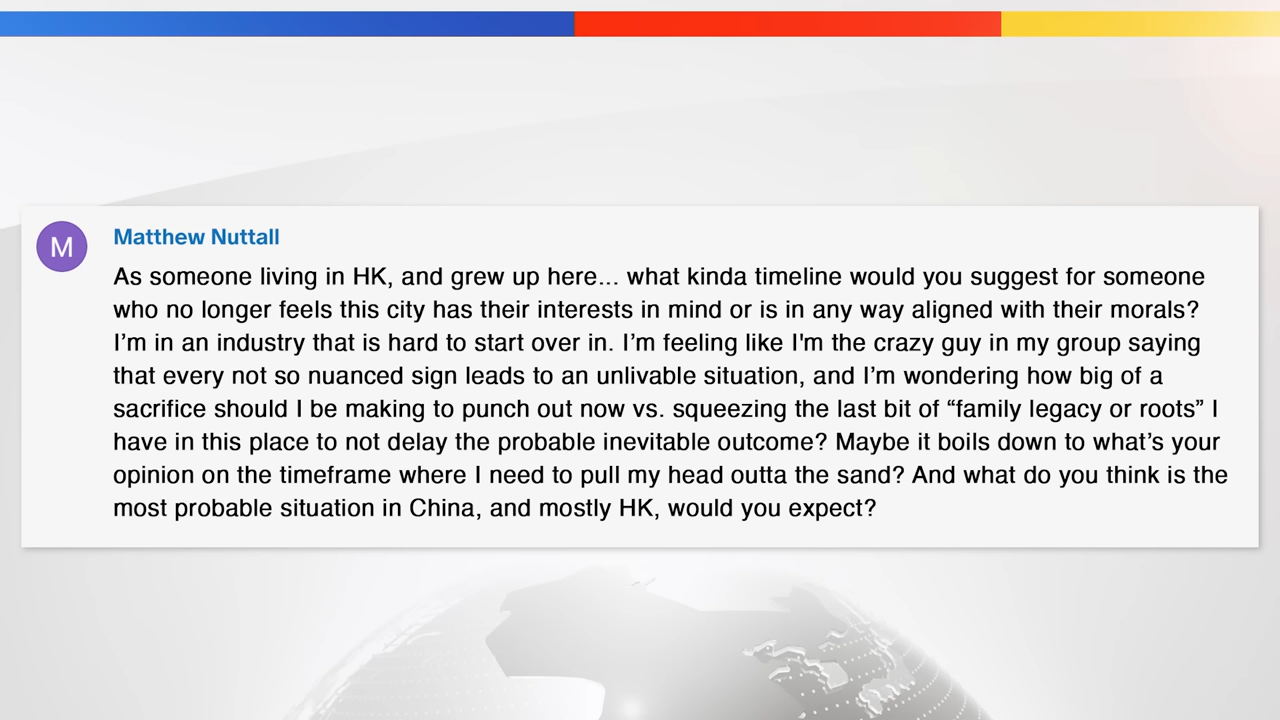 M
Matthew Nuttall
As someone living in HK, and grew up here... what kinda timeline would you suggest for someone
who no longer feels this city has their interests in mind or is in any way aligned with their morals?
I’m in an industry that is hard to start over in. I’m feeling like I'm the crazy guy in my group saying
that every not so nuanced sign leads to an unlivable situation, and I’m wondering how big of a
sacrifice should I be making to punch out now vs. squeezing the last bit of “family legacy or roots” I
have in this place to not delay the probable inevitable outcome? Maybe it boils down to what’s your
opinion on the timeframe where I need to pull my head outta the sand? And what do you think is the
most probable situation in China, and mostly HK, would you expect?